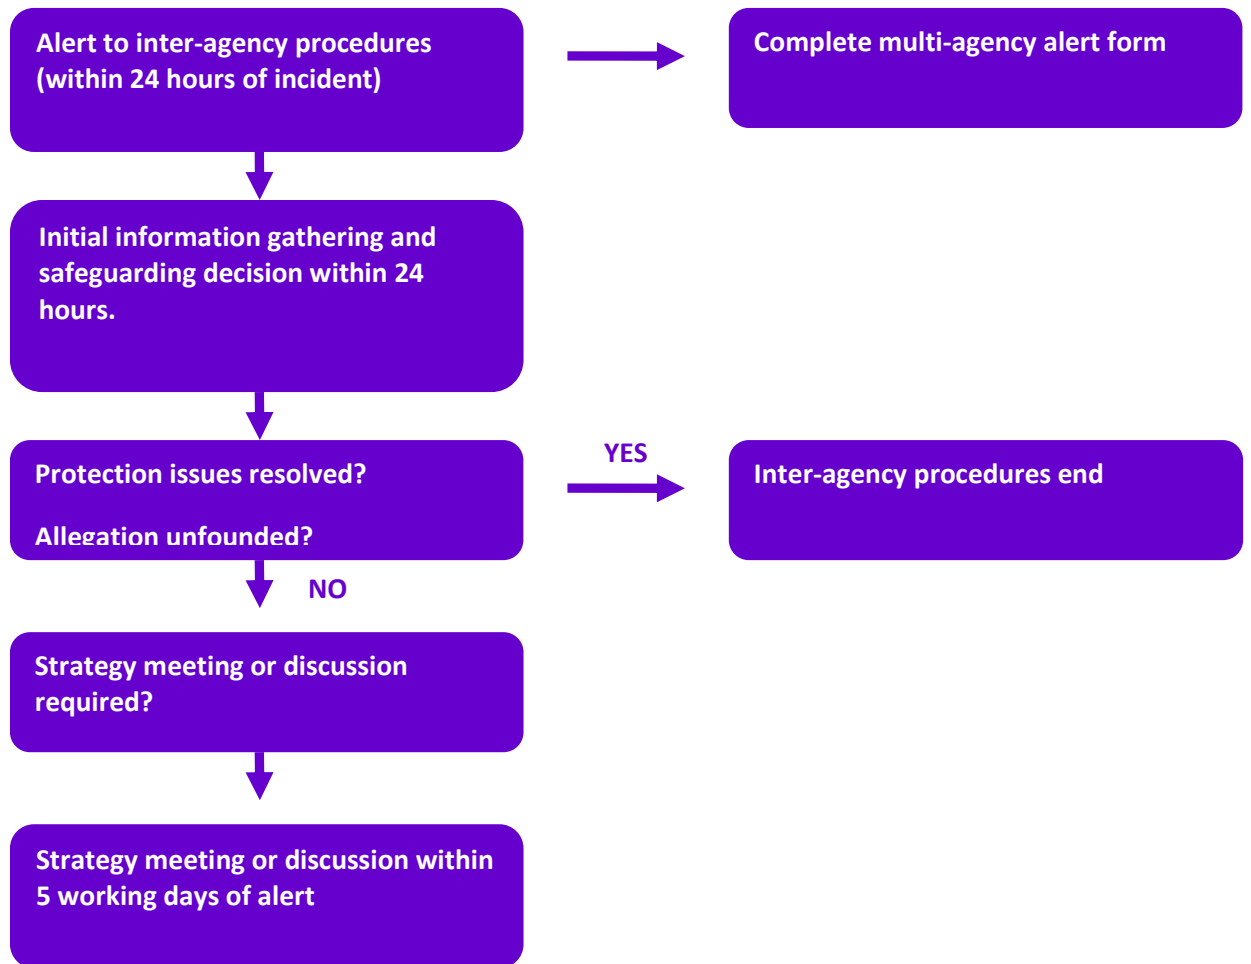 Alert to inter-agency procedures
(within 24 hours of incident)
Complete multi-agency alert form
Initial information gathering and
safeguarding decision within 24
hours.
Protection issues resolved?
Allegation unfounded?
YES
Inter-agency procedures end
NO
Strategy meeting or discussion
required?
Strategy meeting or discussion within
5 working days of alert